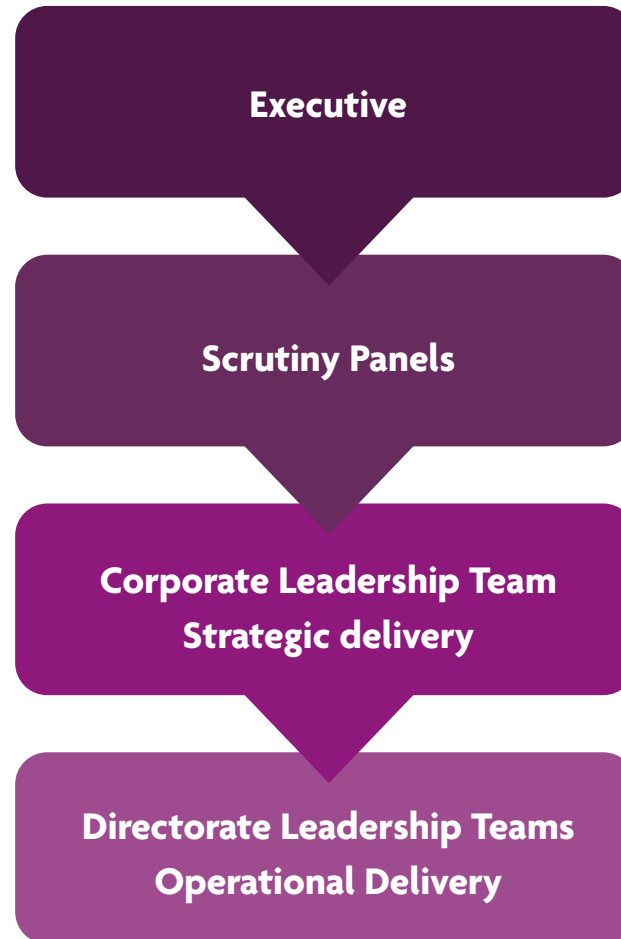 Executive
Scrutiny Panels
Corporate Leadership Team
Strategic delivery
Directorate Leadership Teams
Operational Delivery